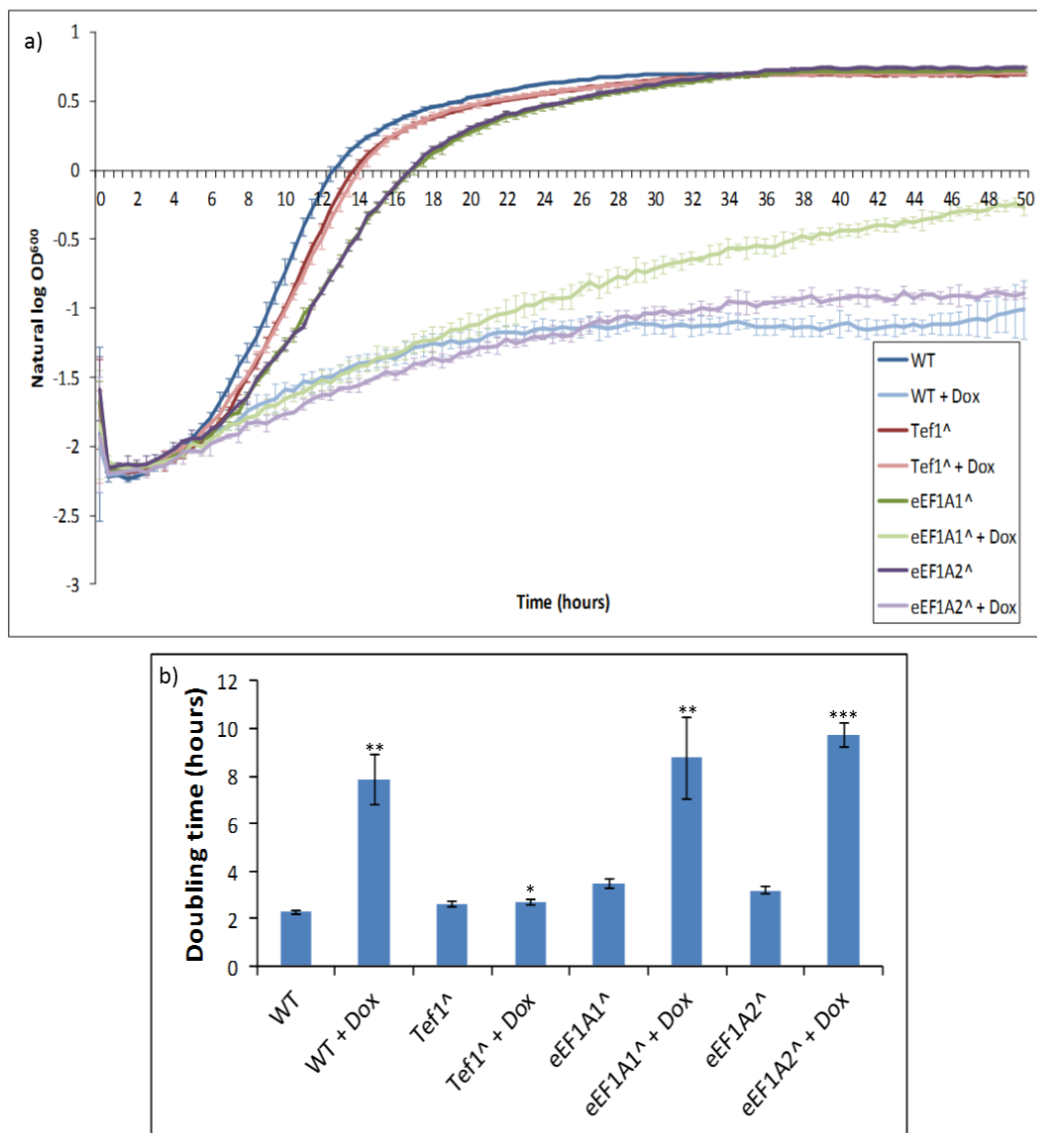 a)
1
0.5
0
-0.5
-1
-1.5
-2
-2.5
-3
Natural log OD600
0 2 4 6 8 10 12 14 16 18 20 22 24 26 28 30 32 34 36 38 40 42 44 46 48 50
Time (hours)
WT
WT + Dox
Tef1^
Tef1^ + Dox
eEF1A1^
eEF1A1^ + Dox
eEF1A2^
eEF1A2^ + Dox
b)
12
10
8
6
4
2
0
Doubling time (hours)
**
*
**
***
WT
WT + Dox
Tef1^
Tef1^ + Dox
eEF1A1^
eEF1A1^ + Dox
eEF1A2^
eEF1A2^ + Dox